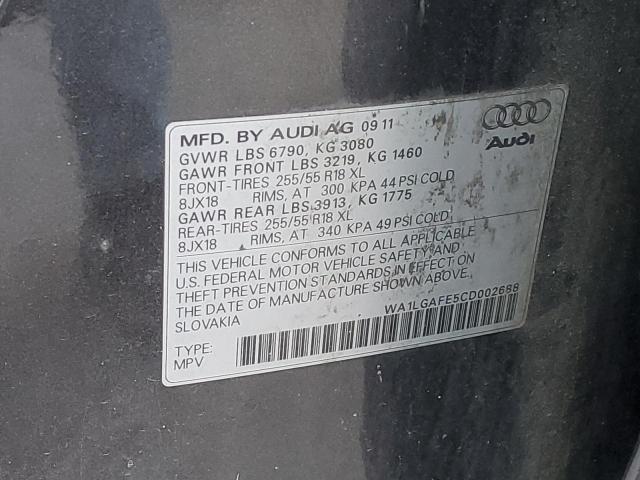 MFD. BY AUDI AG 09 11
GVWR LBS 6790, KG 3080
GAWR FRONT LBS 3219, KG 1460
FRONT-TIRES 255/55 R18 XL
8JX18 RIMS, AT 300 KPA 44 PSI COLD
GAWR REAR LBS 3913, KG 1775
REAR-TIRES 255/55 R18 XL
8JX18 RIMS, AT 340 KPA 49 PSI COLD
Audi
THIS VEHICLE CONFORMS TO ALL APPLICABLE
U.S. FEDERAL MOTOR VEHICLE SAFETY AND
THEFT PREVENTION STANDARDS IN EFFECT ON
THE DATE OF MANUFACTURE SHOWN ABOVE.
SLOVAKIA
WA1LGAFE5CD002688
TYPE:
MPV